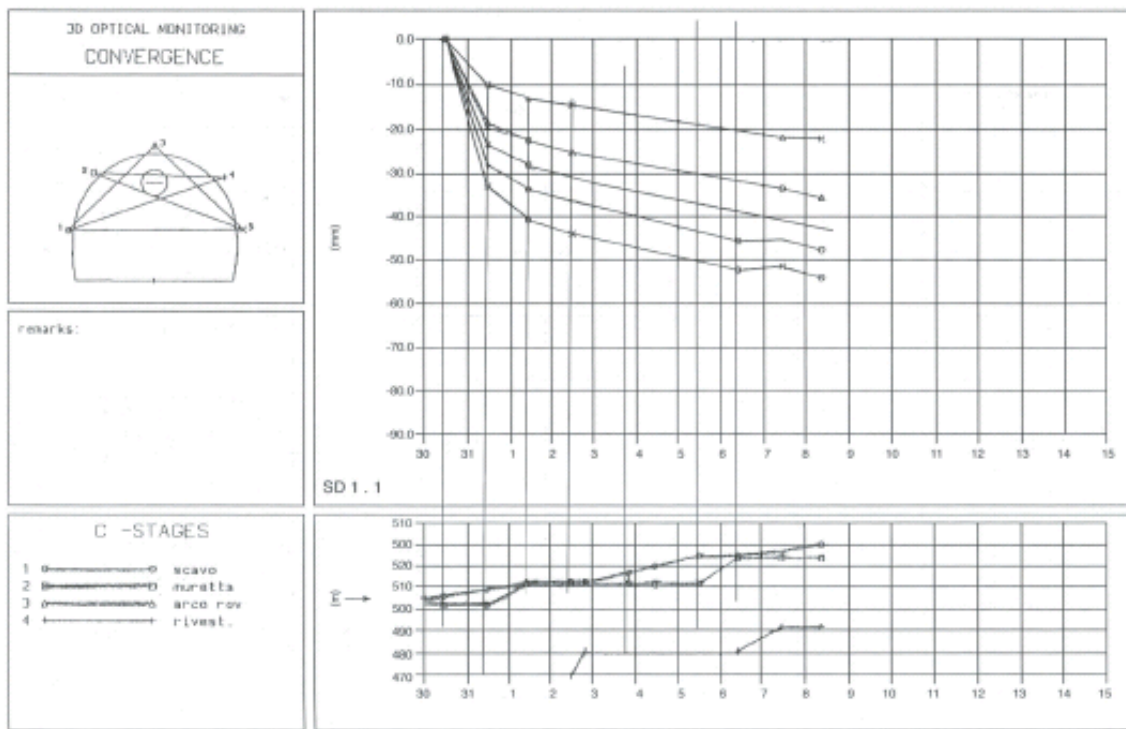 3D OPTICAL MONITORING
CONVERGENCE
3
2
4
1
5
remarks:
C -STAGES
1 scavo
2 muratta
3 arco rov
4 rivest.
0.0
-10.0
-20.0
-30.0
-40.0
-50.0
-60.0
-70.0
-80.0
-90.0
(mm)
30 31 1 2 3 4 5 6 7 8 9 10 11 12 13 14 15
SD 1 . 1
510
500
520
510
500
490
480
470
(m)
30 31 1 2 3 4 5 6 7 8 9 10 11 12 13 14 15